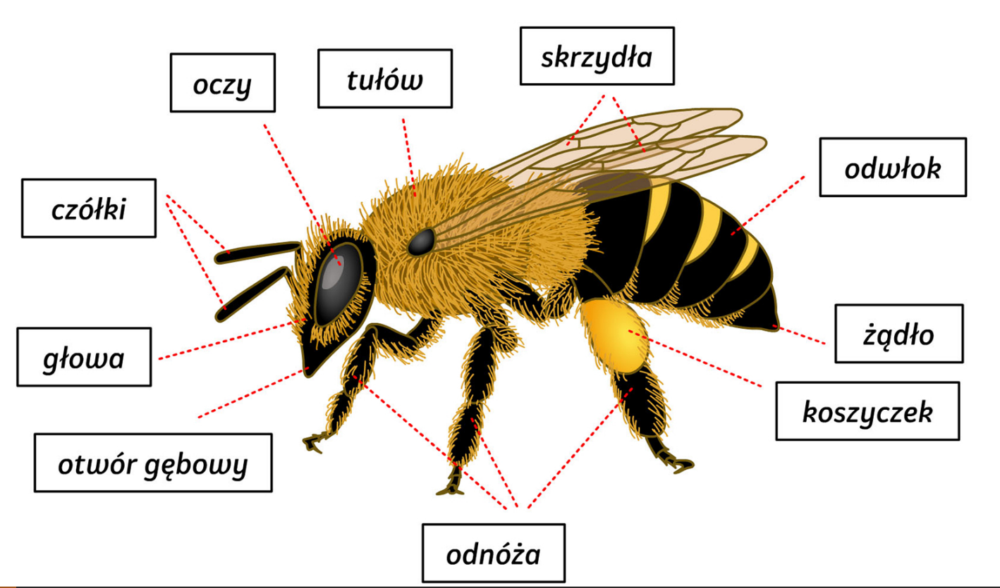 skrzydła
oczy
tułów
odwłok
czółki
żądło
głowa
koszyczek
otwór gębowy
odnóża